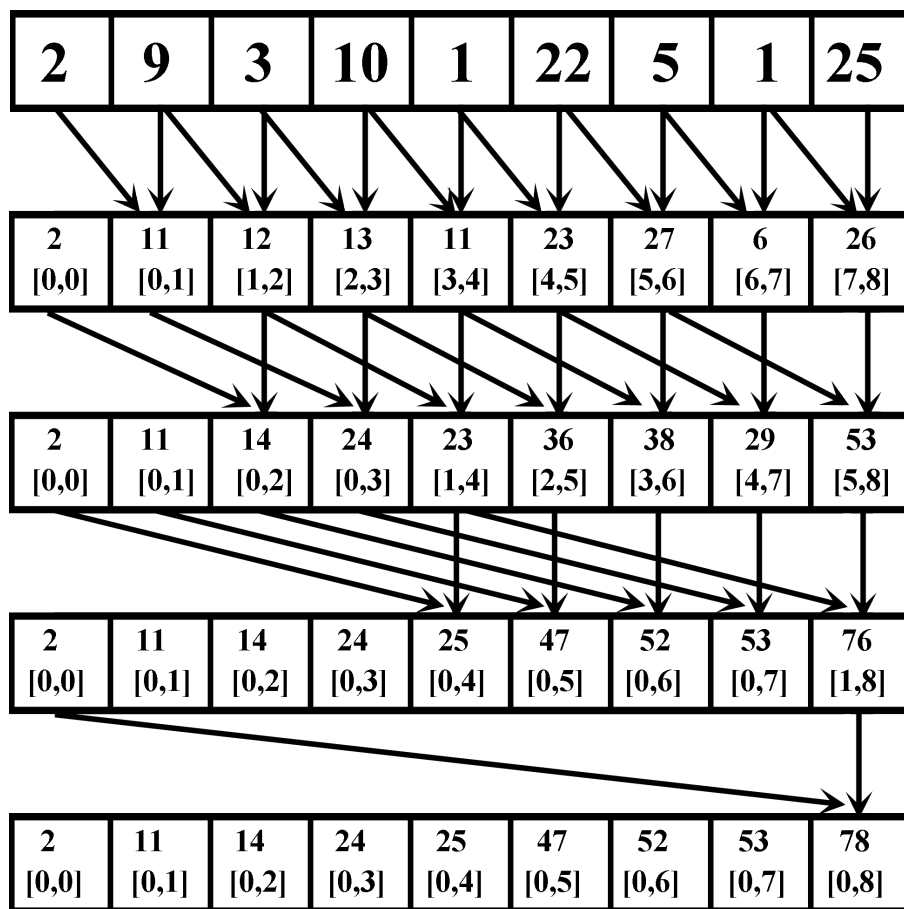 2 9 3 10 1 22 5 1 25
2 11 12 13 11 23 27 6 26
[0,0] [0,1] [1,2] [2,3] [3,4] [4,5] [5,6] [6,7] [7,8]
2 11 14 24 23 36 38 29 53
[0,0] [0,1] [0,2] [0,3] [1,4] [2,5] [3,6] [4,7] [5,8]
2 11 14 24 25 47 52 53 76
[0,0] [0,1] [0,2] [0,3] [0,4] [0,5] [0,6] [0,7] [1,8]
2 11 14 24 25 47 52 53 78
[0,0] [0,1] [0,2] [0,3] [0,4] [0,5] [0,6] [0,7] [0,8]